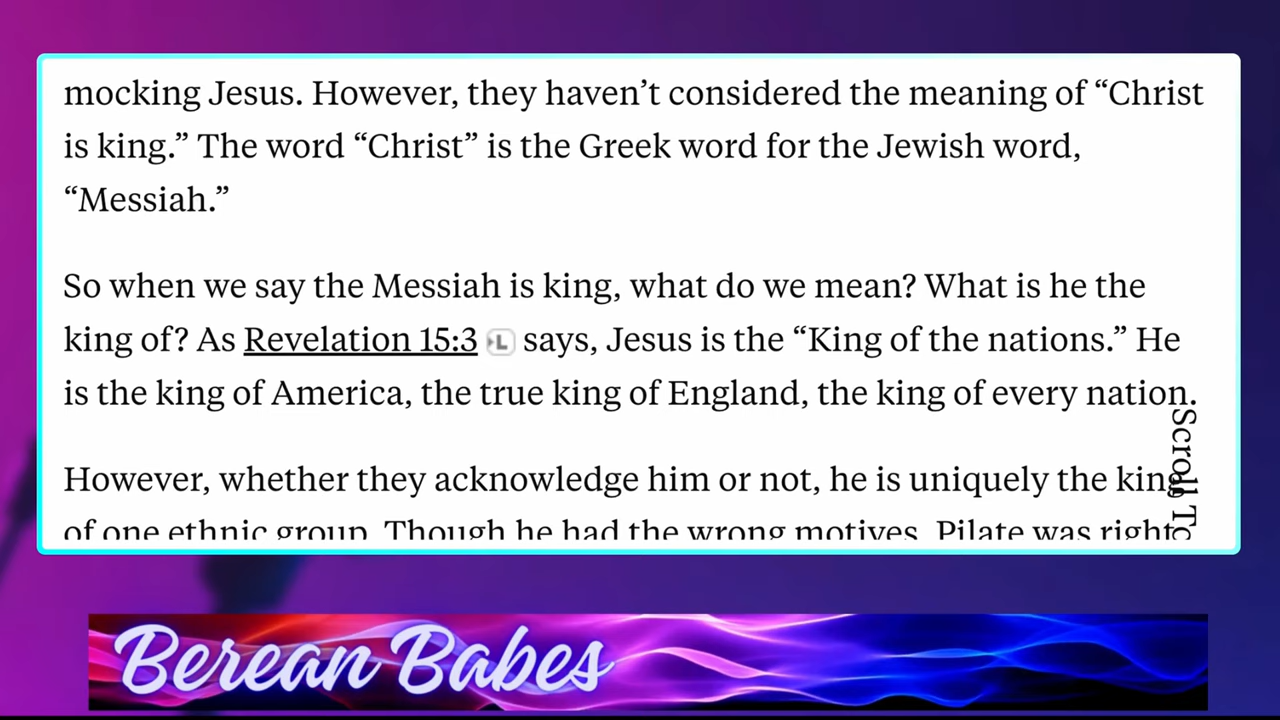 mocking Jesus. However, they haven’t considered the meaning of “Christ
is king.” The word “Christ” is the Greek word for the Jewish word,
“Messiah.”
So when we say the Messiah is king, what do we mean? What is he the
king of? As Revelation 15:3 L says, Jesus is the “King of the nations.” He
is the king of America, the true king of England, the king of every nation.
However, whether they acknowledge him or not, he is uniquely the king
of one ethnic group. Though he had the wrong motives, Pilate was right
Scroll To
Berean Babes